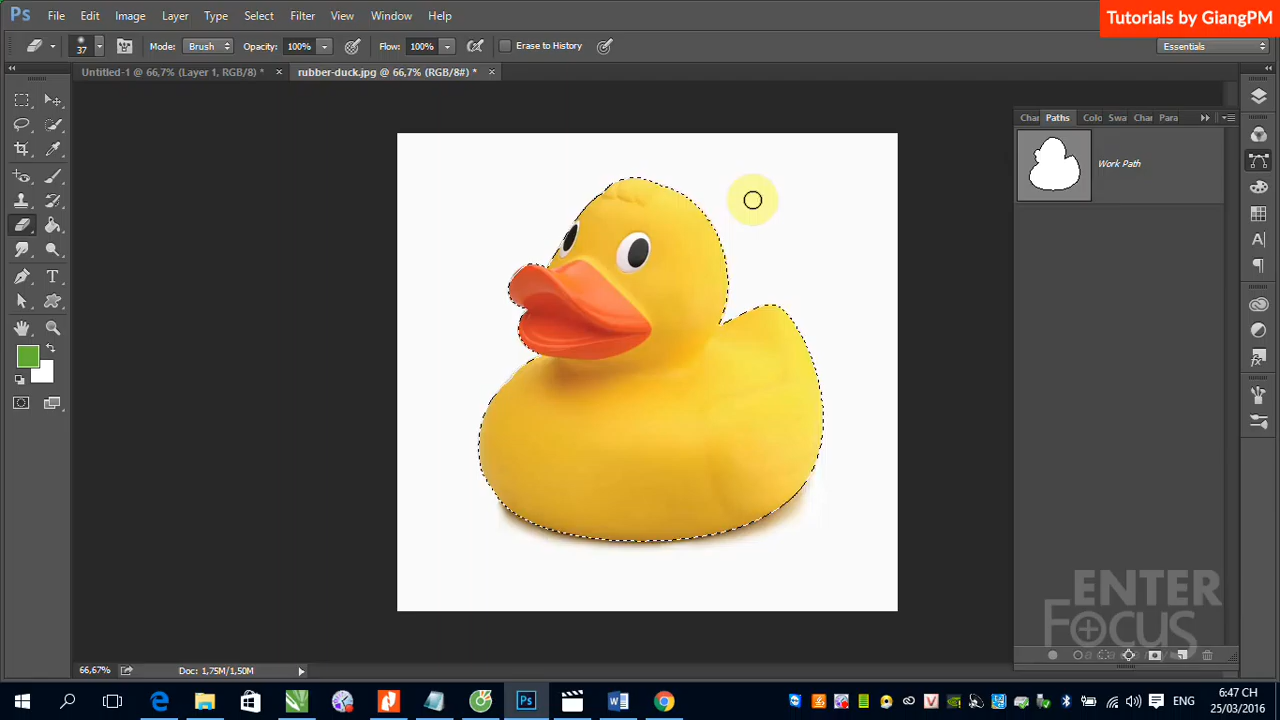 Ps File Edit Image Layer Type Select Filter View Window Help
Tutorials by GiangPM
37 Mode: Brush Opacity: 100% Flow: 100% Erase to History
Essentials
Untitled-1 @ 66,7% (Layer 1, RGB/8) * × rubber-duck.jpg @ 66,7% (RGB/8#) * ×
Char Paths Colo Swa Char Para
Work Path
ENTER
FOCUS
66.67% Doc: 1,75M/1,50M
ENG
6:47 CH
25/03/2016